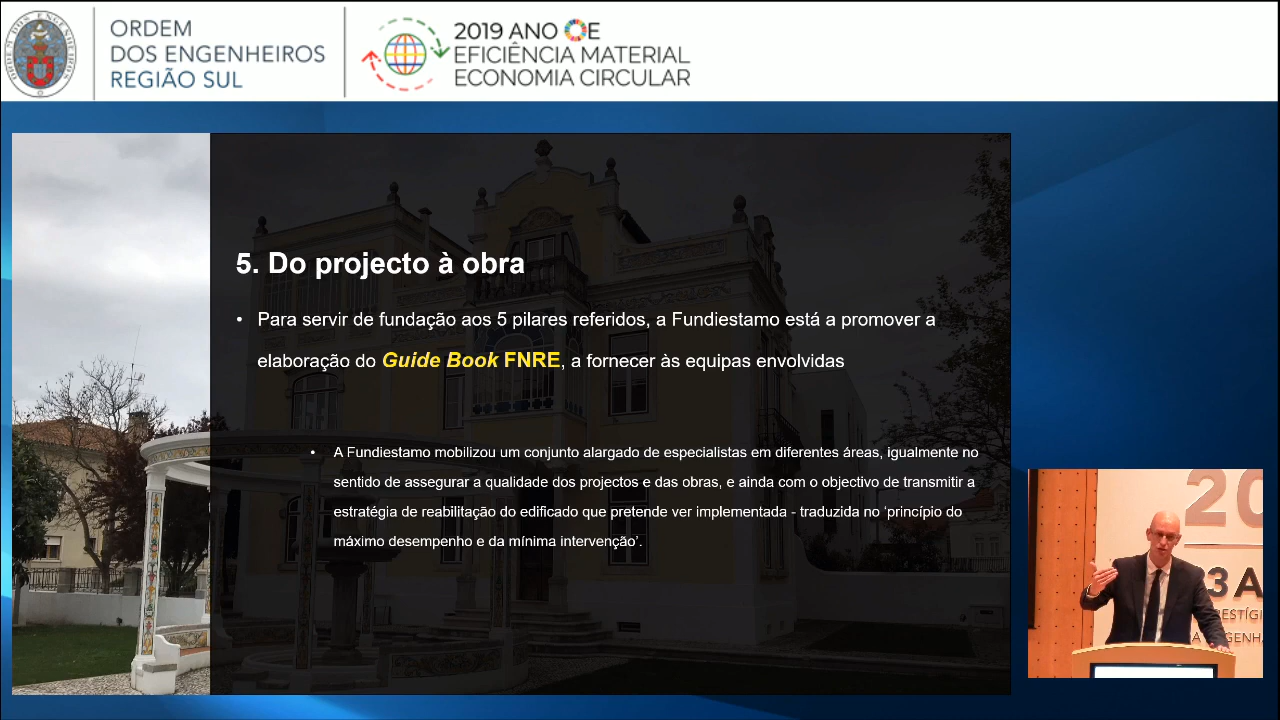 ORDEM
DOS ENGENHEIROS
REGIÃO SUL
2019 ANO OE
EFICIÊNCIA MATERIAL
ECONOMIA CIRCULAR
5. Do projecto à obra
• Para servir de fundação aos 5 pilares referidos, a Fundiestamo está a promover a
elaboração do Guide Book FNRE, a fornecer às equipas envolvidas
• A Fundiestamo mobilizou um conjunto alargado de especialistas em diferentes áreas, igualmente no
sentido de assegurar a qualidade dos projectos e das obras, e ainda com o objectivo de transmitir a
estratégia de reabilitação do edificado que pretende ver implementada - traduzida no ‘princípio do
máximo desempenho e da mínima intervenção’.
20
3 A